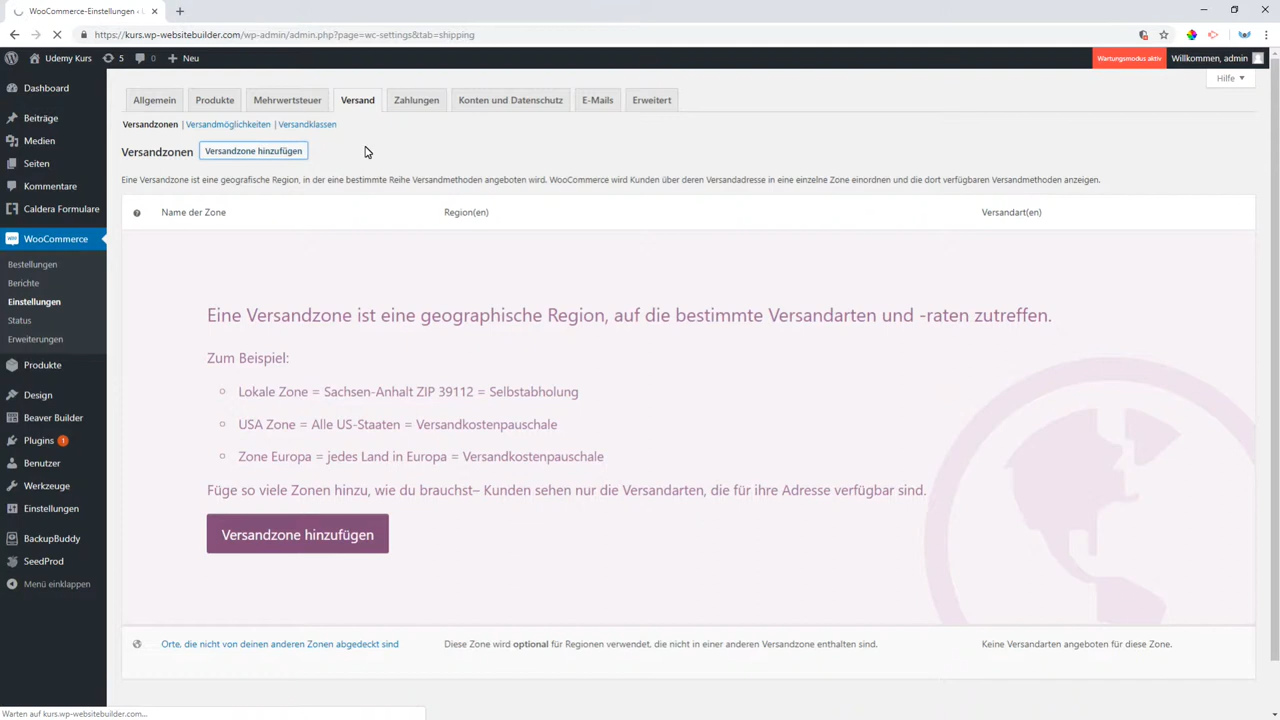 WooCommerce-Einstellungen ‹ U
https://kurs.wp-websitebuilder.com/wp-admin/admin.php?page=wc-settings&tab=shipping
Udemy Kurs 5 0 Neu Wartungsmodus aktiv Willkommen, admin
Hilfe
Dashboard
Beiträge
Medien
Seiten
Kommentare
Caldera Formulare
WooCommerce
Bestellungen
Berichte
Einstellungen
Status
Erweiterungen
Produkte
Design
Beaver Builder
Plugins 1
Benutzer
Werkzeuge
Einstellungen
BackupBuddy
SeedProd
Menü einklappen
Allgemein Produkte Mehrwertsteuer Versand Zahlungen Konten und Datenschutz E-Mails Erweitert
Versandzonen | Versandmöglichkeiten | Versandklassen
Versandzonen Versandzone hinzufügen
Eine Versandzone ist eine geografische Region, in der eine bestimmte Reihe Versandmethoden angeboten wird. WooCommerce wird Kunden über deren Versandadresse in eine einzelne Zone einordnen und die dort verfügbaren Versandmethoden anzeigen.
Name der Zone Region(en) Versandart(en)
Eine Versandzone ist eine geographische Region, auf die bestimmte Versandarten und -raten zutreffen.
Zum Beispiel:
Lokale Zone = Sachsen-Anhalt ZIP 39112 = Selbstabholung
USA Zone = Alle US-Staaten = Versandkostenpauschale
Zone Europa = jedes Land in Europa = Versandkostenpauschale
Füge so viele Zonen hinzu, wie du brauchst– Kunden sehen nur die Versandarten, die für ihre Adresse verfügbar sind.
Versandzone hinzufügen
Orte, die nicht von deinen anderen Zonen abgedeckt sind Diese Zone wird optional für Regionen verwendet, die nicht in einer anderen Versandzone enthalten sind. Keine Versandarten angeboten für diese Zone.
Warten auf kurs.wp-websitebuilder.com...